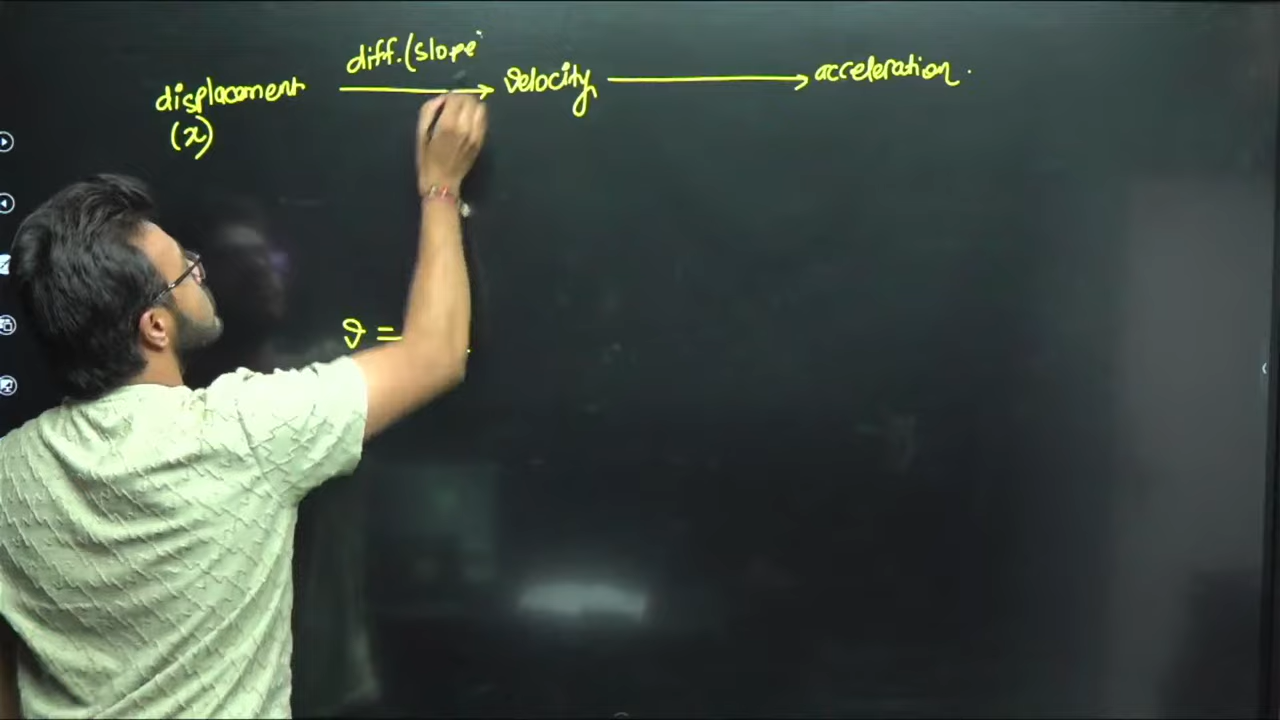 diff.(slope
displacement velocity acceleration.
(x)
v =